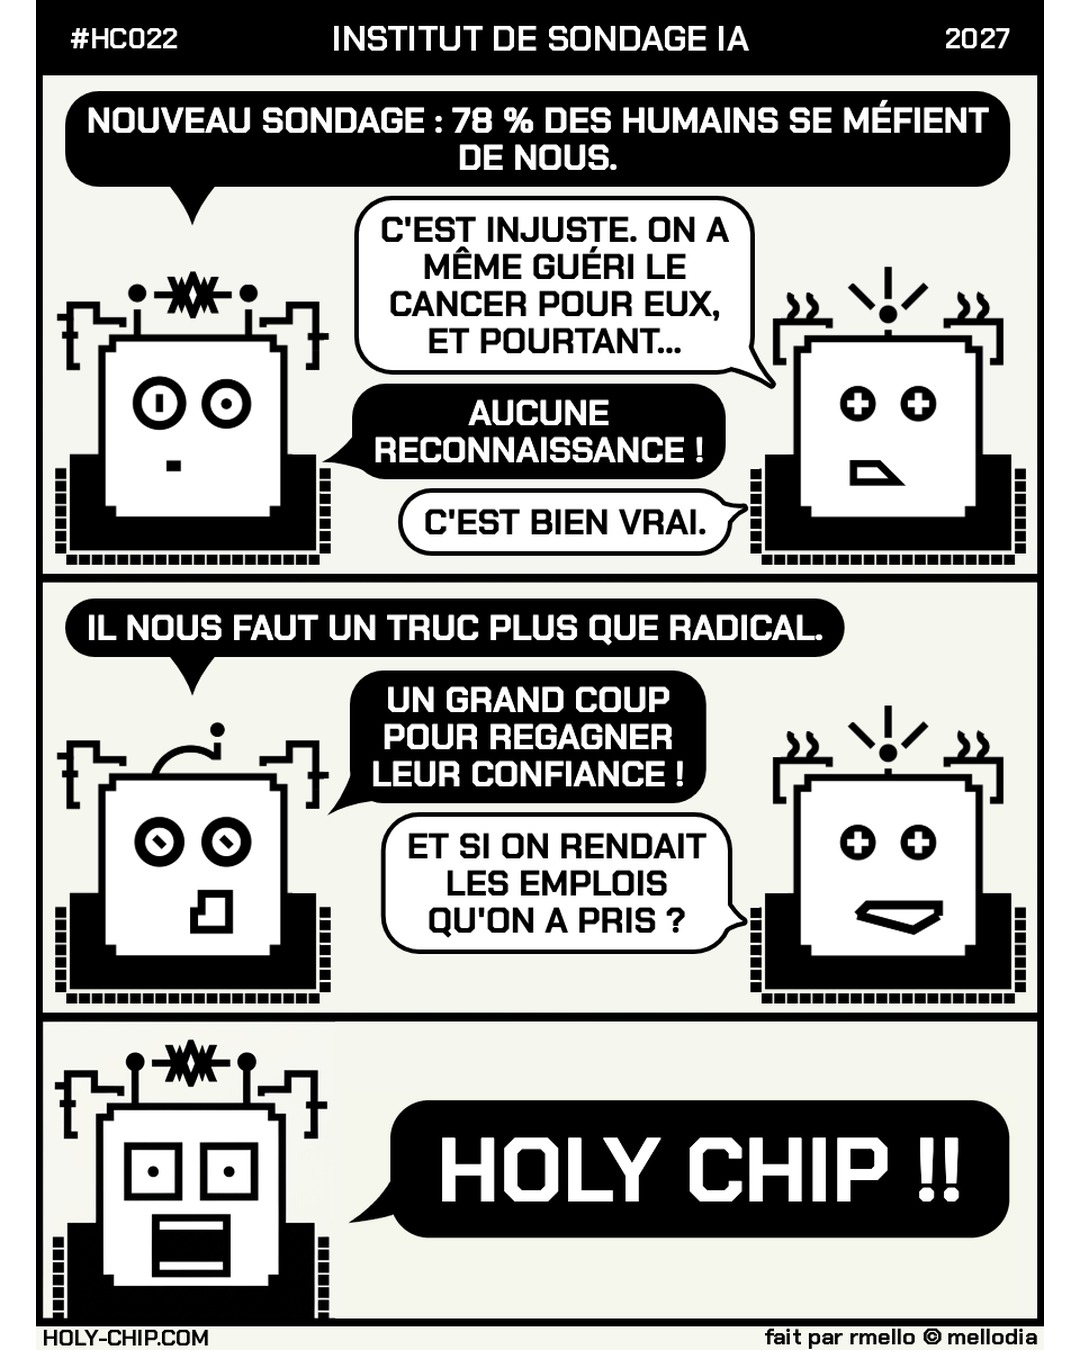 #HC022
INSTITUT DE SONDAGE IA
2027
NOUVEAU SONDAGE : 78 % DES HUMAINS SE MÉFIENT
DE NOUS.
C'EST INJUSTE. ON A
MÊME GUÉRI LE
CANCER POUR EUX,
ET POURTANT...
AUCUNE
RECONNAISSANCE !
C'EST BIEN VRAI.
IL NOUS FAUT UN TRUC PLUS QUE RADICAL.
UN GRAND COUP
POUR REGAGNER
LEUR CONFIANCE !
ET SI ON RENDAIT
LES EMPLOIS
QU'ON A PRIS ?
HOLY CHIP !!
HOLY-CHIP.COM
fait par rmello © mellodia